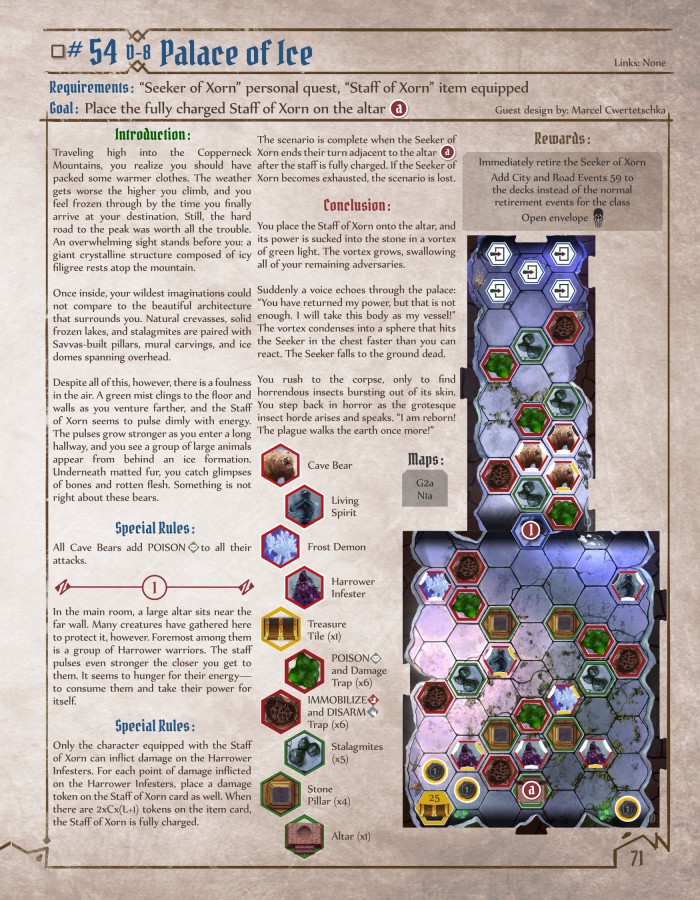 #54 D-8 Palace of Ice
Links: None
Requirements: “Seeker of Xorn” personal quest, “Staff of Xorn” item equipped
Goal: Place the fully charged Staff of Xorn on the altar a
Guest design by: Marcel Cwertetschka
Introduction:
Traveling high into the Copperneck
Mountains, you realize you should have
packed some warmer clothes. The weather
gets worse the higher you climb, and you
feel frozen through by the time you finally
arrive at your destination. Still, the hard
road to the peak was worth all the trouble.
An overwhelming sight stands before you: a
giant crystalline structure composed of icy
filigree rests atop the mountain.
Once inside, your wildest imaginations could
not compare to the beautiful architecture
that surrounds you. Natural crevasses, solid
frozen lakes, and stalagmites are paired with
Savvas-built pillars, mural carvings, and ice
domes spanning overhead.
Despite all of this, however, there is a foulness
in the air. A green mist clings to the floor and
walls as you venture farther, and the Staff
of Xorn seems to pulse dimly with energy.
The pulses grow stronger as you enter a long
hallway, and you see a group of large animals
appear from behind an ice formation.
Underneath matted fur, you catch glimpses
of bones and rotten flesh. Something is not
right about these bears.
Special Rules:
All Cave Bears add POISON to all their
attacks.
1
In the main room, a large altar sits near the
far wall. Many creatures have gathered here
to protect it, however. Foremost among them
is a group of Harrower warriors. The staff
pulses even stronger the closer you get to
them. It seems to hunger for their energy—
to consume them and take their power for
itself.
Special Rules:
Only the character equipped with the Staff
of Xorn can inflict damage on the Harrower
Infesters. For each point of damage inflicted
on the Harrower Infesters, place a damage
token on the Staff of Xorn card as well. When
there are 2xCx(L+1) tokens on the item card,
the Staff of Xorn is fully charged.
The scenario is complete when the Seeker of
Xorn ends their turn adjacent to the altar a
after the staff is fully charged. If the Seeker of
Xorn becomes exhausted, the scenario is lost.
Conclusion:
You place the Staff of Xorn onto the altar, and
its power is sucked into the stone in a vortex
of green light. The vortex grows, swallowing
all of your remaining adversaries.
Suddenly a voice echoes through the palace:
“You have returned my power, but that is not
enough. I will take this body as my vessel!”
The vortex condenses into a sphere that hits
the Seeker in the chest faster than you can
react. The Seeker falls to the ground dead.
You rush to the corpse, only to find
horrendous insects bursting out of its skin.
You step back in horror as the grotesque
insect horde arises and speaks. “I am reborn!
The plague walks the earth once more!”
Cave Bear
Living
Spirit
Frost Demon
Harrower
Infester
Treasure
Tile (x1)
POISON
and Damage
Trap (x6)
IMMOBILIZE
and DISARM
Trap (x6)
Stalagmites
(x5)
Stone
Pillar (x4)
Altar (x1)
Rewards:
Immediately retire the Seeker of Xorn
Add City and Road Events 59 to
the decks instead of the normal
retirement events for the class
Open envelope
Maps:
G2a
N1a
1
1
1
25
a
1
71